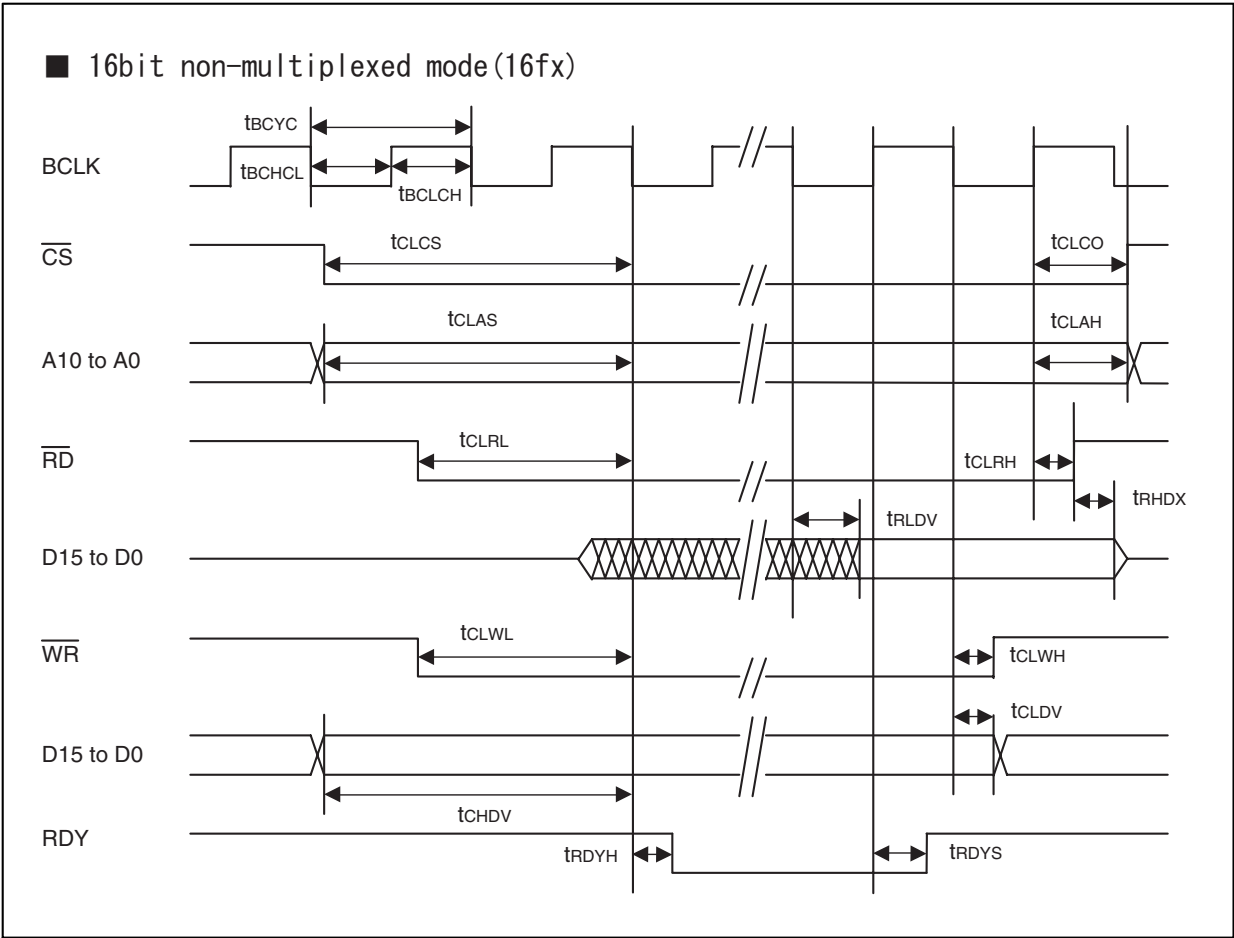 ■ 16bit non-multiplexed mode(16fx)
tBCYC
BCLK
tBCHCL
tBCLCH
CS
tCLCS
tCLCO
A10 to A0
tCLAS
tCLAH
RD
tCLRL
tCLRH
tRHDX
D15 to D0
tRLDV
WR
tCLWL
tCLWH
D15 to D0
tCLDV
tCHDV
RDY
tRDYH
tRDYS